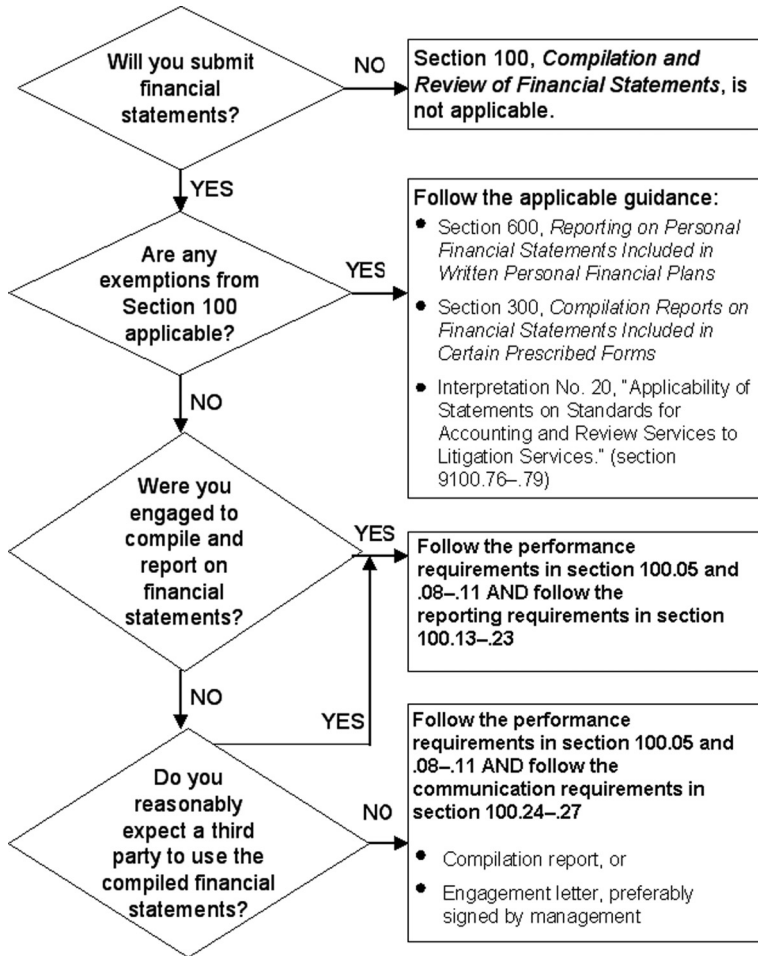 Will you submit
financial
statements?
NO
Section 100, Compilation and
Review of Financial Statements, is
not applicable.
YES
Are any
exemptions from
Section 100
applicable?
YES
Follow the applicable guidance:
• Section 600, Reporting on Personal
Financial Statements Included in
Written Personal Financial Plans
• Section 300, Compilation Reports on
Financial Statements Included in
Certain Prescribed Forms
• Interpretation No. 20, "Applicability of
Statements on Standards for
Accounting and Review Services to
Litigation Services." (section
9100.76–.79)
NO
Were you
engaged to
compile and
report on
financial
statements?
YES
Follow the performance
requirements in section 100.05 and
.08–.11 AND follow the
reporting requirements in section
100.13–.23
NO
YES
Do you
reasonably
expect a third
party to use the
compiled financial
statements?
NO
Follow the performance
requirements in section 100.05 and
.08–.11 AND follow the
communication requirements in
section 100.24–.27
• Compilation report, or
• Engagement letter, preferably
signed by management